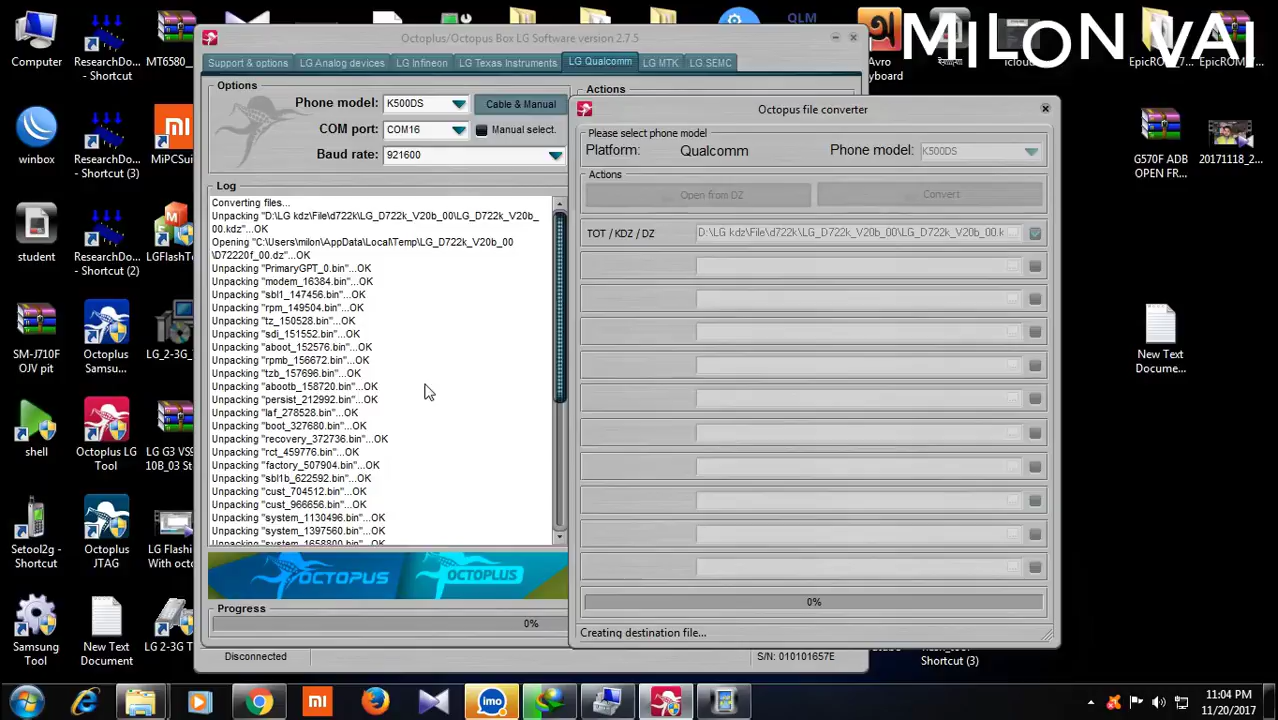 MiLoN VAi
Computer
ResearchDo...
- Shortcut
MT6580_
QLM
Avro
Keyboard
Icloud
EpicROM_7...
EpicROM_7...
winbox
ResearchDo...
- Shortcut
(3)
MiPCSui
G570F ADB
OPEN FR...
20171118_2...
student
ResearchDo...
- Shortcut
(2)
LGFlashTo
SM-J710F
OJV pit
Octoplus
Samsu...
LG_2-3G_T
New Text
Docume...
shell
Octoplus LG
Tool
LG G3 VS9
10B_03 St
Setool2g -
Shortcut
Octoplus
JTAG
LG Flashi
With octo
Samsung
Tool
New Text
Document
LG 2-3G T
Shortcut (3)
Octoplus/Octopus Box LG Software version 2.7.5
Support & options
LG Analog devices
LG Infineon
LG Texas Instruments
LG Qualcomm
LG MTK
LG SEMC
Options
Phone model:
K500DS
Cable & Manual
COM port:
COM16
Manual select.
Baud rate:
921600
Actions
Log
Converting files...
Unpacking "D:\LG kdz\File\d722k\LG_D722k_V20b_00\LG_D722k_V20b_
00.kdz"...OK
Opening "C:\Users\milon\AppData\Local\Temp\LG_D722k_V20b_00
\D72220f_00.dz"...OK
Unpacking "PrimaryGPT_0.bin"...OK
Unpacking "modem_16384.bin"...OK
Unpacking "sbl1_147456.bin"...OK
Unpacking "rpm_149504.bin"...OK
Unpacking "tz_150528.bin"...OK
Unpacking "sdi_151552.bin"...OK
Unpacking "aboot_152576.bin"...OK
Unpacking "rpmb_156672.bin"...OK
Unpacking "tzb_157696.bin"...OK
Unpacking "abootb_158720.bin"...OK
Unpacking "persist_212992.bin"...OK
Unpacking "laf_278528.bin"...OK
Unpacking "boot_327680.bin"...OK
Unpacking "recovery_372736.bin"...OK
Unpacking "rct_459776.bin"...OK
Unpacking "factory_507904.bin"...OK
Unpacking "sbl1b_622592.bin"...OK
Unpacking "cust_704512.bin"...OK
Unpacking "cust_966656.bin"...OK
Unpacking "system_1130496.bin"...OK
Unpacking "system_1397560.bin"...OK
Unpacking "system_1658800.bin"...OK
OCTOPUS
OCTOPLUS
Progress
0%
Disconnected
S/N: 010101657E
Octopus file converter
Please select phone model
Platform:
Qualcomm
Phone model:
K500DS
Actions
Open from DZ
Convert
TOT / KDZ / DZ
D:\LG kdz\File\d722k\LG_D722k_V20b_00\LG_D722k_V20b_00.k
0%
Creating destination file...
imo
11:04 PM
11/20/2017